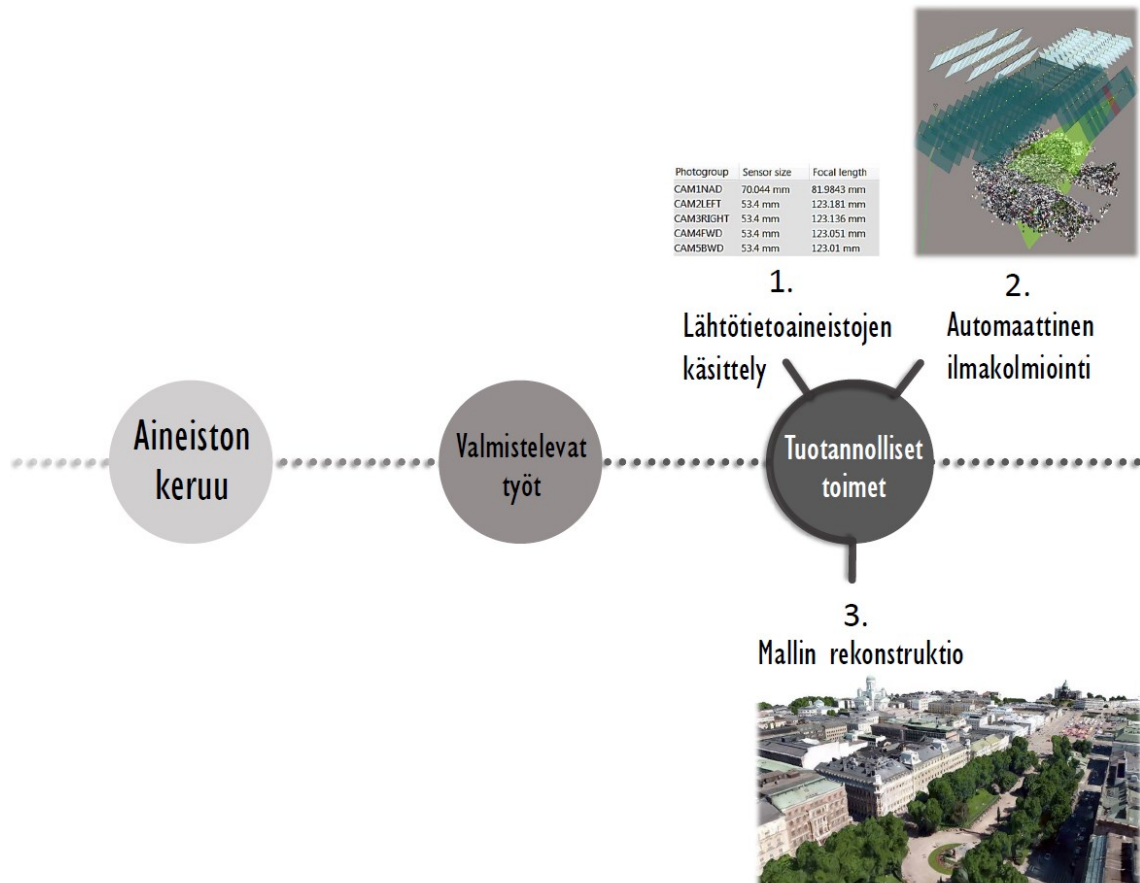 Photogroup Sensor size Focal length
CAM1NAD 70.044 mm 81.9843 mm
CAM2LEFT 53.4 mm 123.181 mm
CAM3RIGHT 53.4 mm 123.136 mm
CAM4FWD 53.4 mm 123.051 mm
CAM5BWD 53.4 mm 123.01 mm
1.
Lähtötietoaineistojen
käsittely
2.
Automaattinen
ilmakolmiointi
Aineiston
keruu
Valmistelevat
työt
Tuotannolliset
toimet
3.
Mallin rekonstruktio